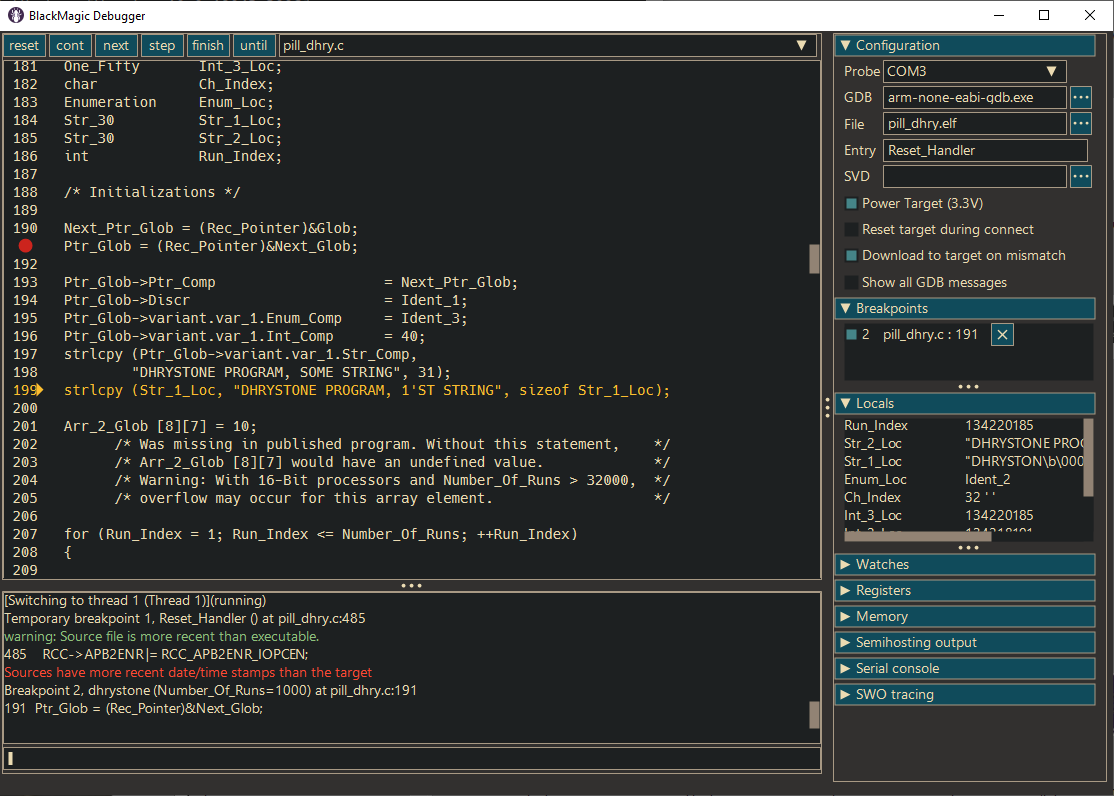 BlackMagic Debugger
reset cont next step finish until pill_dhry.c
181 One_Fifty Int_3_Loc;
182 char Ch_Index;
183 Enumeration Enum_Loc;
184 Str_30 Str_1_Loc;
185 Str_30 Str_2_Loc;
186 int Run_Index;
187
188 /* Initializations */
189
190 Next_Ptr_Glob = (Rec_Pointer)&Glob;
Ptr_Glob = (Rec_Pointer)&Next_Glob;
192
193 Ptr_Glob->Ptr_Comp = Next_Ptr_Glob;
194 Ptr_Glob->Discr = Ident_1;
195 Ptr_Glob->variant.var_1.Enum_Comp = Ident_3;
196 Ptr_Glob->variant.var_1.Int_Comp = 40;
197 strlcpy (Ptr_Glob->variant.var_1.Str_Comp,
198 "DHRYSTONE PROGRAM, SOME STRING", 31);
199 strlcpy (Str_1_Loc, "DHRYSTONE PROGRAM, 1'ST STRING", sizeof Str_1_Loc);
200
201 Arr_2_Glob [8][7] = 10;
202 /* Was missing in published program. Without this statement, */
203 /* Arr_2_Glob [8][7] would have an undefined value. */
204 /* Warning: With 16-Bit processors and Number_Of_Runs > 32000, */
205 /* overflow may occur for this array element. */
206
207 for (Run_Index = 1; Run_Index <= Number_Of_Runs; ++Run_Index)
208 {
209
[Switching to thread 1 (Thread 1)](running)
Temporary breakpoint 1, Reset_Handler () at pill_dhry.c:485
warning: Source file is more recent than executable.
485 RCC->APB2ENR |= RCC_APB2ENR_IOPCEN;
Sources have more recent date/time stamps than the target
Breakpoint 2, dhrystone (Number_Of_Runs=1000) at pill_dhry.c:191
191 Ptr_Glob = (Rec_Pointer)&Next_Glob;
Configuration
Probe COM3
GDB arm-none-eabi-gdb.exe
File pill_dhry.elf
Entry Reset_Handler
SVD
Power Target (3.3V)
Reset target during connect
Download to target on mismatch
Show all GDB messages
Breakpoints
2 pill_dhry.c : 191
Locals
Run_Index 134220185
Str_2_Loc "DHRYSTONE PROG
Str_1_Loc "DHRYSTON\b\000
Enum_Loc Ident_2
Ch_Index 32 ' '
Int_3_Loc 134220185
Watches
Registers
Memory
Semihosting output
Serial console
SWO tracing